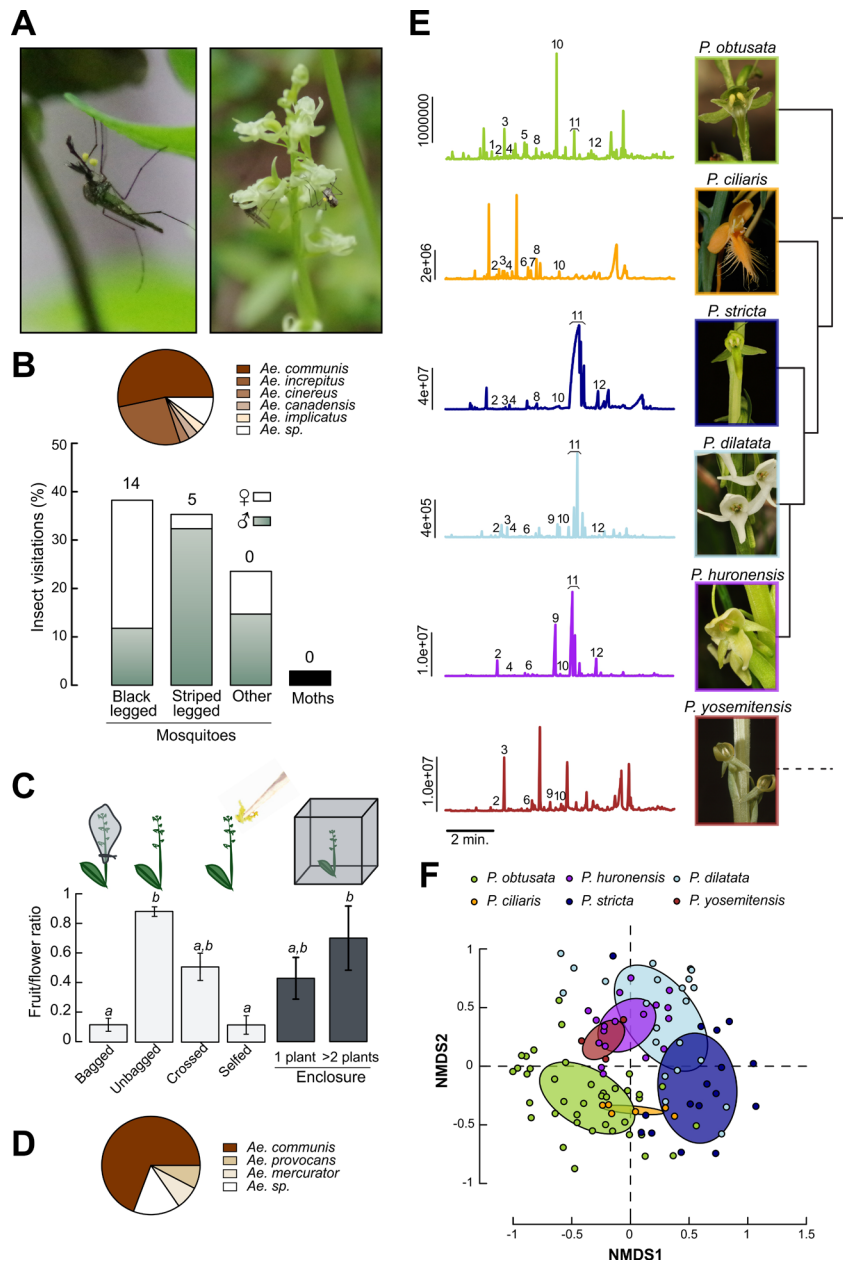 A
B
Ae. communis
Ae. increpitus
Ae. cinereus
Ae. canadensis
Ae. implicatus
Ae. sp.
Insect visitations (%)
50
40
30
20
10
0
14
5
0
0
♀
♂
Black legged
Striped legged
Other
Moths
Mosquitoes
C
Fruit/flower ratio
1
0.8
0.6
0.4
0.2
0
a
b
a,b
a
a,b
b
Bagged
Unbagged
Crossed
Selfed
1 plant
>2 plants
Enclosure
D
Ae. communis
Ae. provocans
Ae. mercurator
Ae. sp.
E
P. obtusata
1000000
1 2 3 4 5 8 10 11 12
P. ciliaris
2e+06
2 3 4 6 7 8 10
P. stricta
4e+07
2 3 4 8 10 11 12
P. dilatata
4e+05
2 3 4 6 9 10 11 12
P. huronensis
1.0e+07
2 4 6 9 10 11 12
P. yosemitensis
1.0e+07
2 3 6 9 10
2 min.
F
P. obtusata
P. huronensis
P. dilatata
P. ciliaris
P. stricta
P. yosemitensis
NMDS2
1
0.5
0
-0.5
-1
-1 -0.5 0 0.5 1 1.5
NMDS1